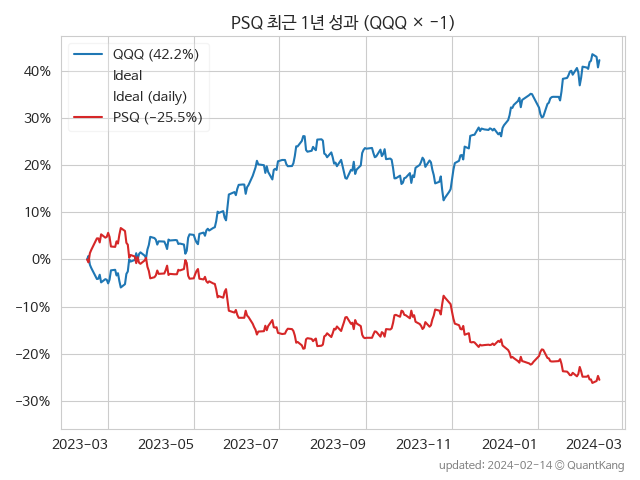 PSQ 최근 1년 성과 (QQQ × −1)
QQQ (42.2%)
Ideal
Ideal (daily)
PSQ (−25.5%)
40%
30%
20%
10%
0%
−10%
−20%
−30%
2023-03 2023-05 2023-07 2023-09 2023-11 2024-01 2024-03
updated: 2024-02-14 © QuantKang